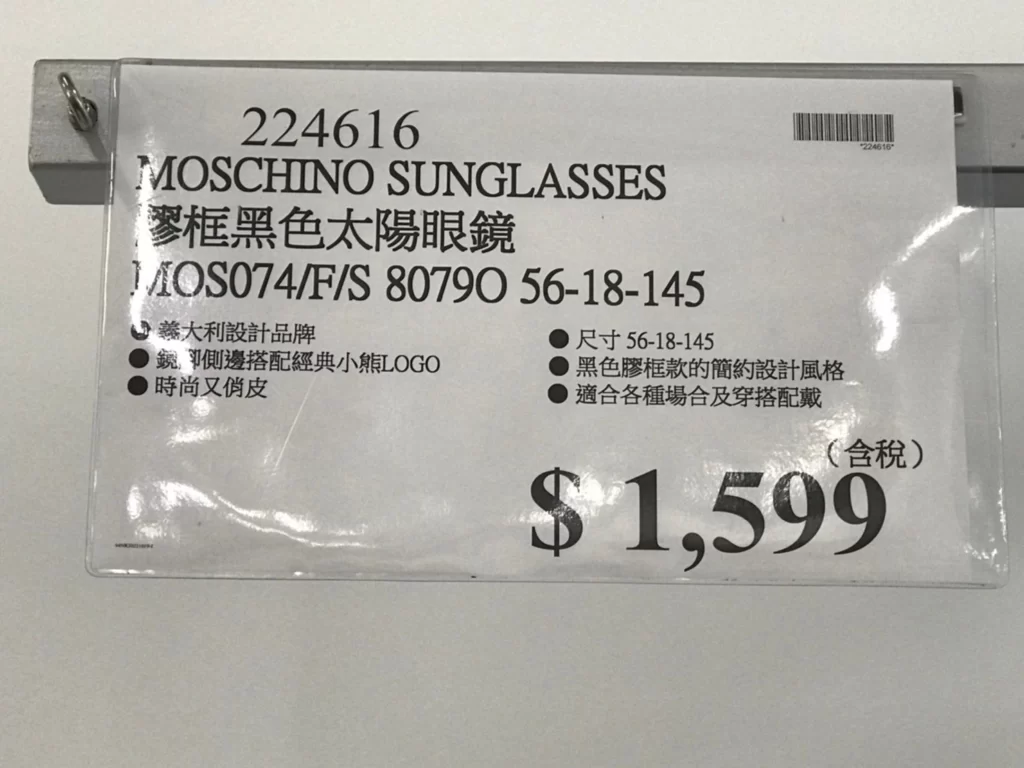 224616
*224616*
MOSCHINO SUNGLASSES
膠框黑色太陽眼鏡
MOS074/F/S 8079O 56-18-145
● 義大利設計品牌
● 鏡腳側邊搭配經典小熊LOGO
● 時尚又俏皮
● 尺寸 56-18-145
● 黑色膠框款的簡約設計風格
● 適合各種場合及穿搭配戴
（含稅）
$ 1,599